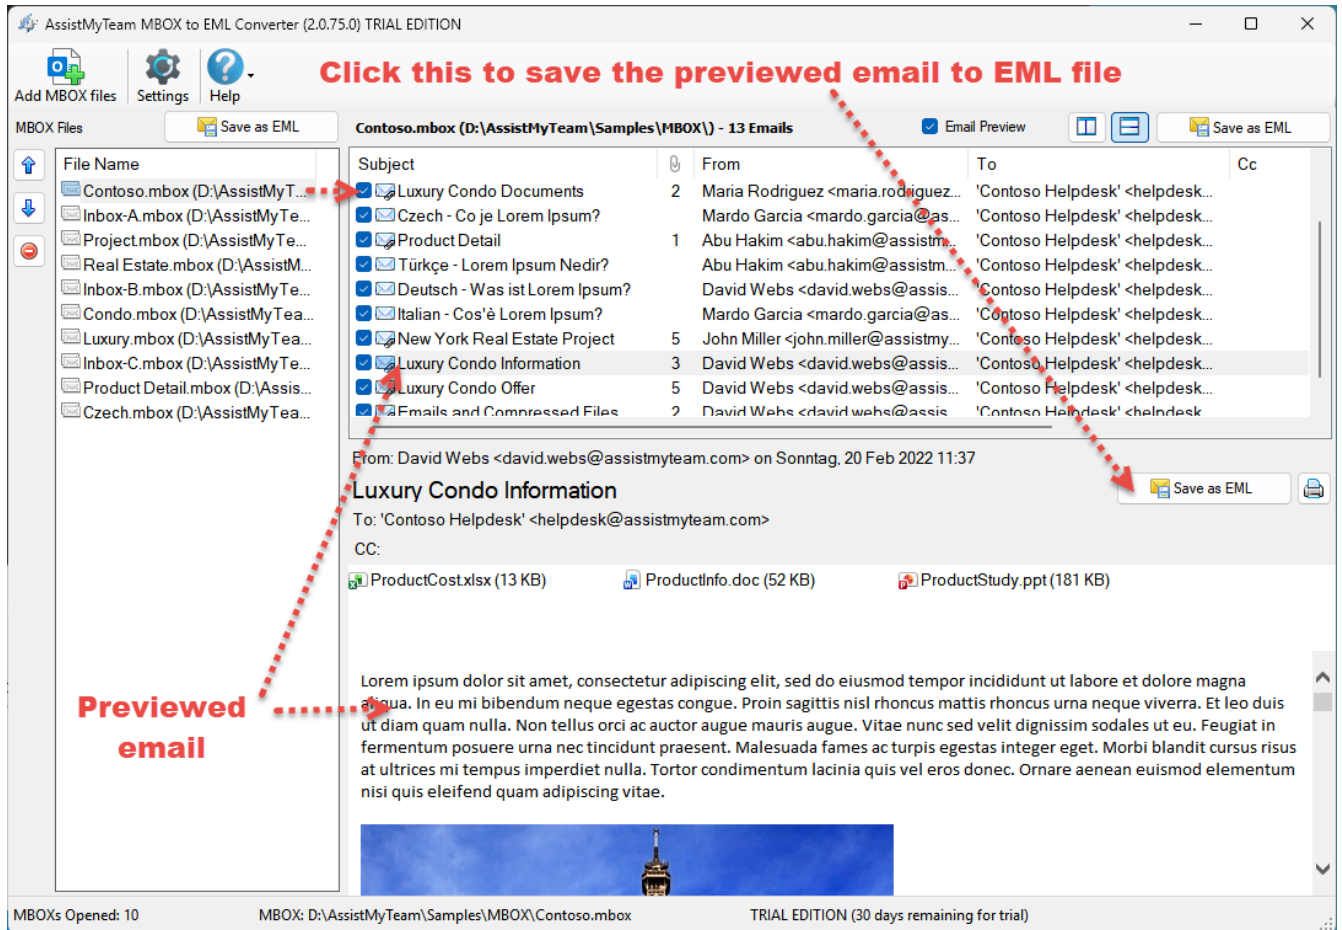 AssistMyTeam MBOX to EML Converter (2.0.75.0) TRIAL EDITION
Add MBOX files
Settings
Help
Click this to save the previewed email to EML file
MBOX Files
Save as EML
Contoso.mbox (D:\AssistMyTeam\Samples\MBOX\) - 13 Emails
Email Preview
Save as EML
File Name
Contoso.mbox (D:\AssistMyT...
Inbox-A.mbox (D:\AssistMyTe...
Project.mbox (D:\AssistMyTe...
Real Estate.mbox (D:\AssistM...
Inbox-B.mbox (D:\AssistMyTe...
Condo.mbox (D:\AssistMyTea...
Luxury.mbox (D:\AssistMyTea...
Inbox-C.mbox (D:\AssistMyTe...
Product Detail.mbox (D:\Assis...
Czech.mbox (D:\AssistMyTea...
Subject From To Cc
Luxury Condo Documents 2 Maria Rodriguez <maria.rodriguez... 'Contoso Helpdesk' <helpdesk...
Czech - Co je Lorem Ipsum? Mardo Garcia <mardo.garcia@as... 'Contoso Helpdesk' <helpdesk...
Product Detail 1 Abu Hakim <abu.hakim@assistm... 'Contoso Helpdesk' <helpdesk...
Türkçe - Lorem Ipsum Nedir? Abu Hakim <abu.hakim@assistm... 'Contoso Helpdesk' <helpdesk...
Deutsch - Was ist Lorem Ipsum? David Webs <david.webs@assis... 'Contoso Helpdesk' <helpdesk...
Italian - Cos'è Lorem Ipsum? Mardo Garcia <mardo.garcia@as... 'Contoso Helpdesk' <helpdesk...
New York Real Estate Project 5 John Miller <john.miller@assistmy... 'Contoso Helpdesk' <helpdesk...
Luxury Condo Information 3 David Webs <david.webs@assis... 'Contoso Helpdesk' <helpdesk...
Luxury Condo Offer 5 David Webs <david.webs@assis... 'Contoso Helpdesk' <helpdesk...
Emails and Compressed Files 2 David Webs <david.webs@assis... 'Contoso Helpdesk' <helpdesk...
From: David Webs <david.webs@assistmyteam.com> on Sonntag, 20 Feb 2022 11:37
Luxury Condo Information
Save as EML
To: 'Contoso Helpdesk' <helpdesk@assistmyteam.com>
CC:
ProductCost.xlsx (13 KB) ProductInfo.doc (52 KB) ProductStudy.ppt (181 KB)
Previewed
email
Lorem ipsum dolor sit amet, consectetur adipiscing elit, sed do eiusmod tempor incididunt ut labore et dolore magna
aliqua. In eu mi bibendum neque egestas congue. Proin sagittis nisl rhoncus mattis rhoncus urna neque viverra. Et leo duis
ut diam quam nulla. Non tellus orci ac auctor augue mauris augue. Vitae nunc sed velit dignissim sodales ut eu. Feugiat in
fermentum posuere urna nec tincidunt praesent. Malesuada fames ac turpis egestas integer eget. Morbi blandit cursus risus
at ultrices mi tempus imperdiet nulla. Tortor condimentum lacinia quis vel eros donec. Ornare aenean euismod elementum
nisi quis eleifend quam adipiscing vitae.
MBOXs Opened: 10
MBOX: D:\AssistMyTeam\Samples\MBOX\Contoso.mbox
TRIAL EDITION (30 days remaining for trial)